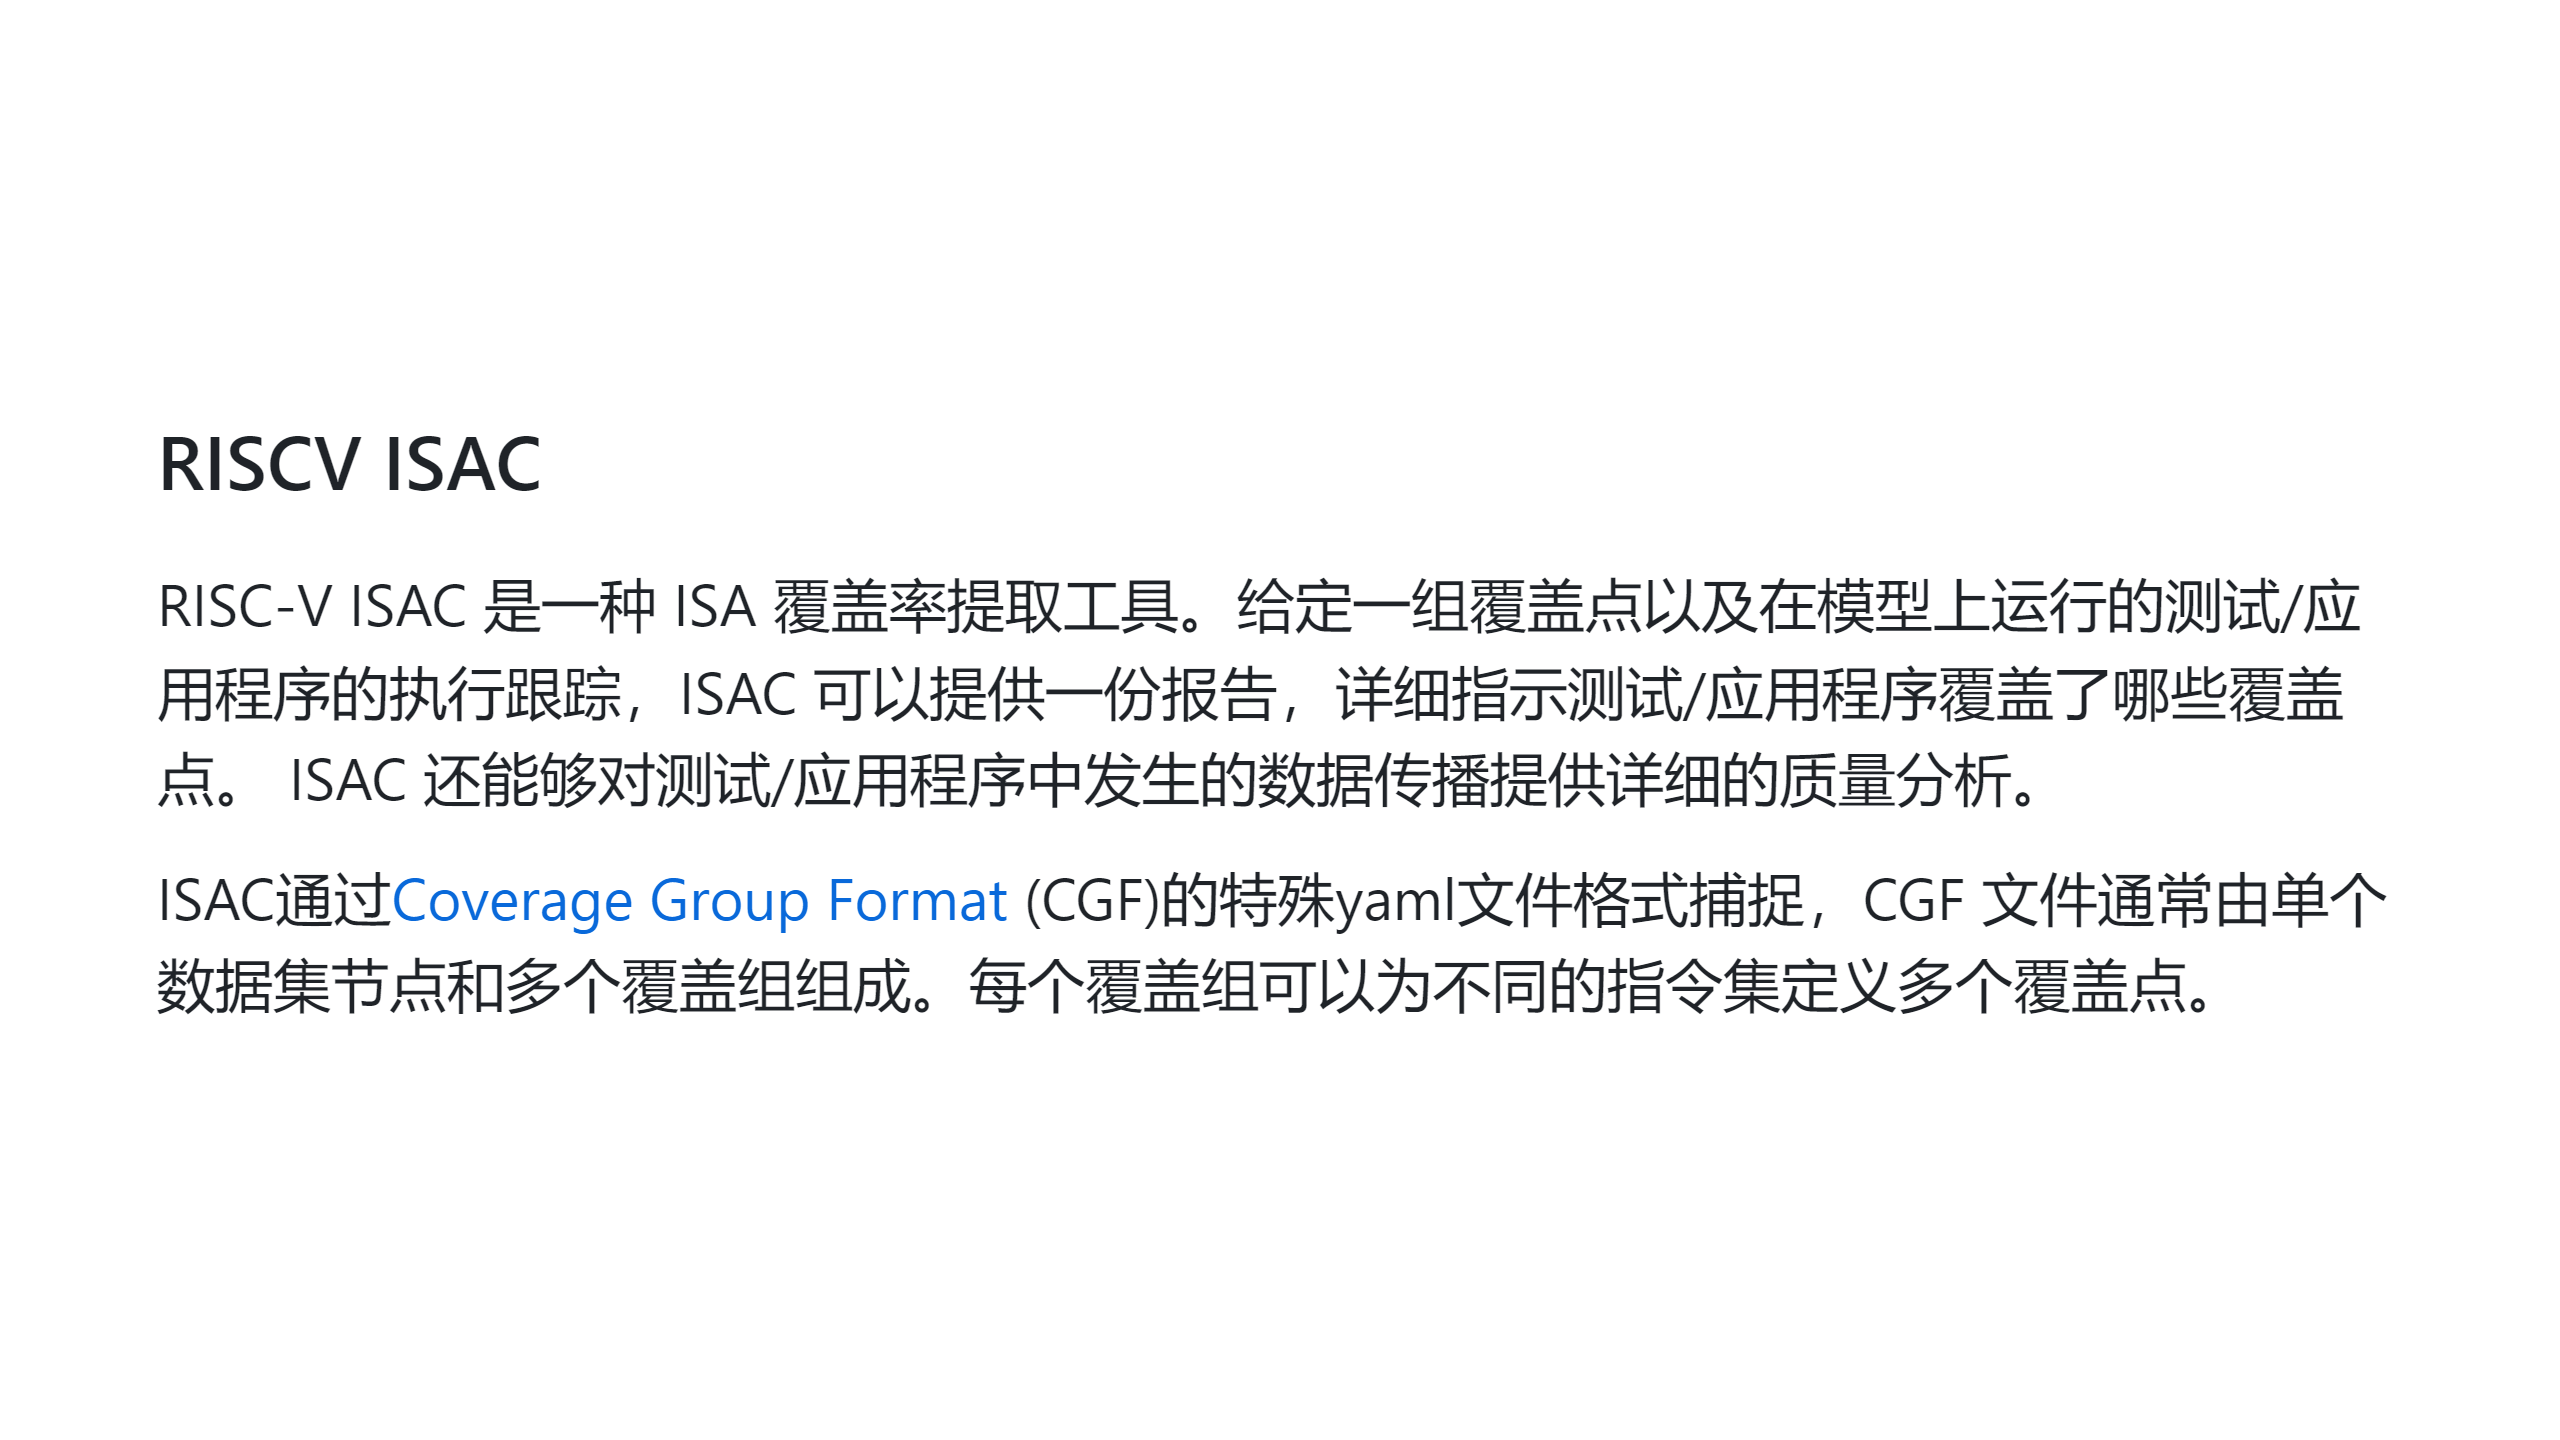 RISCV ISAC
RISC-V ISAC 是一种 ISA 覆盖率提取工具。给定一组覆盖点以及在模型上运行的测试/应
用程序的执行跟踪，ISAC 可以提供一份报告，详细指示测试/应用程序覆盖了哪些覆盖
点。 ISAC 还能够对测试/应用程序中发生的数据传播提供详细的质量分析。
ISAC通过Coverage Group Format (CGF)的特殊yaml文件格式捕捉，CGF 文件通常由单个
数据集节点和多个覆盖组组成。每个覆盖组可以为不同的指令集定义多个覆盖点。